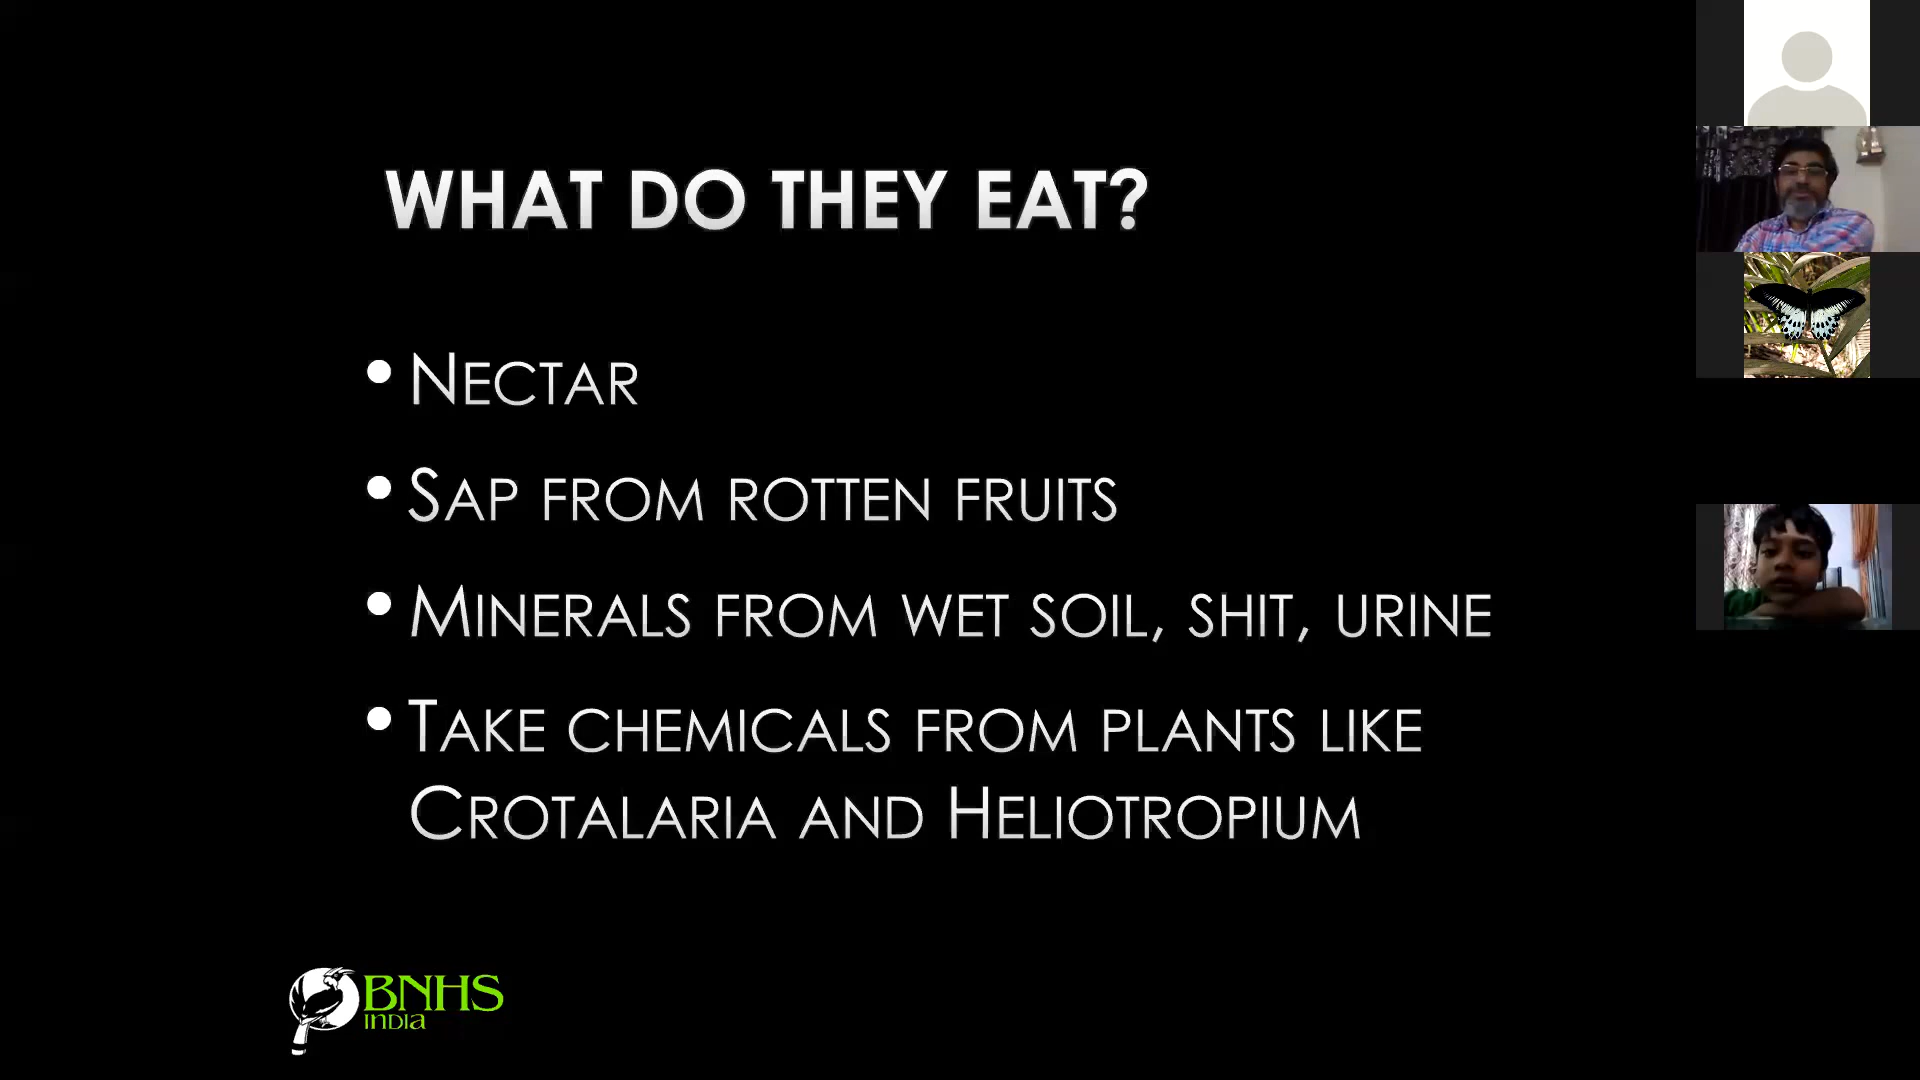 WHAT DO THEY EAT?
• NECTAR
• SAP FROM ROTTEN FRUITS
• MINERALS FROM WET SOIL, SHIT, URINE
• TAKE CHEMICALS FROM PLANTS LIKE
CROTALARIA AND HELIOTROPIUM
BNHS
INDIA